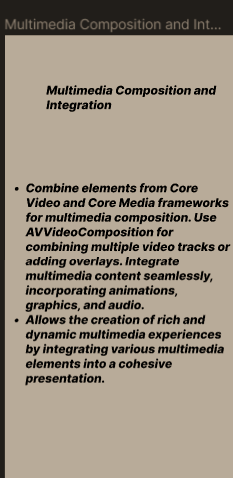 Multimedia Composition and Int...
Multimedia Composition and
Integration
• Combine elements from Core
Video and Core Media frameworks
for multimedia composition. Use
AVVideoComposition for
combining multiple video tracks or
adding overlays. Integrate
multimedia content seamlessly,
incorporating animations,
graphics, and audio.
• Allows the creation of rich and
dynamic multimedia experiences
by integrating various multimedia
elements into a cohesive
presentation.